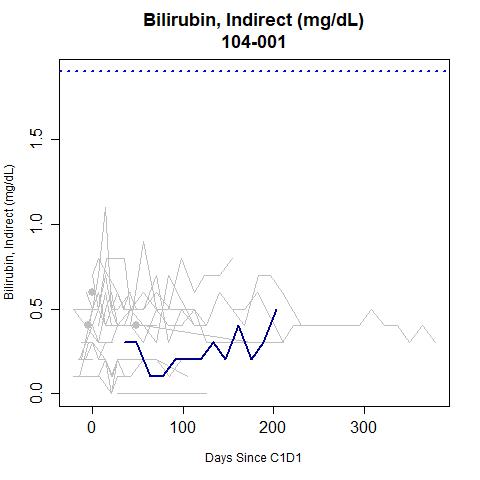 Bilirubin, Indirect (mg/dL)
104-001
Bilirubin, Indirect (mg/dL)
1.5
1.0
0.5
0.0
0 100 200 300
Days Since C1D1